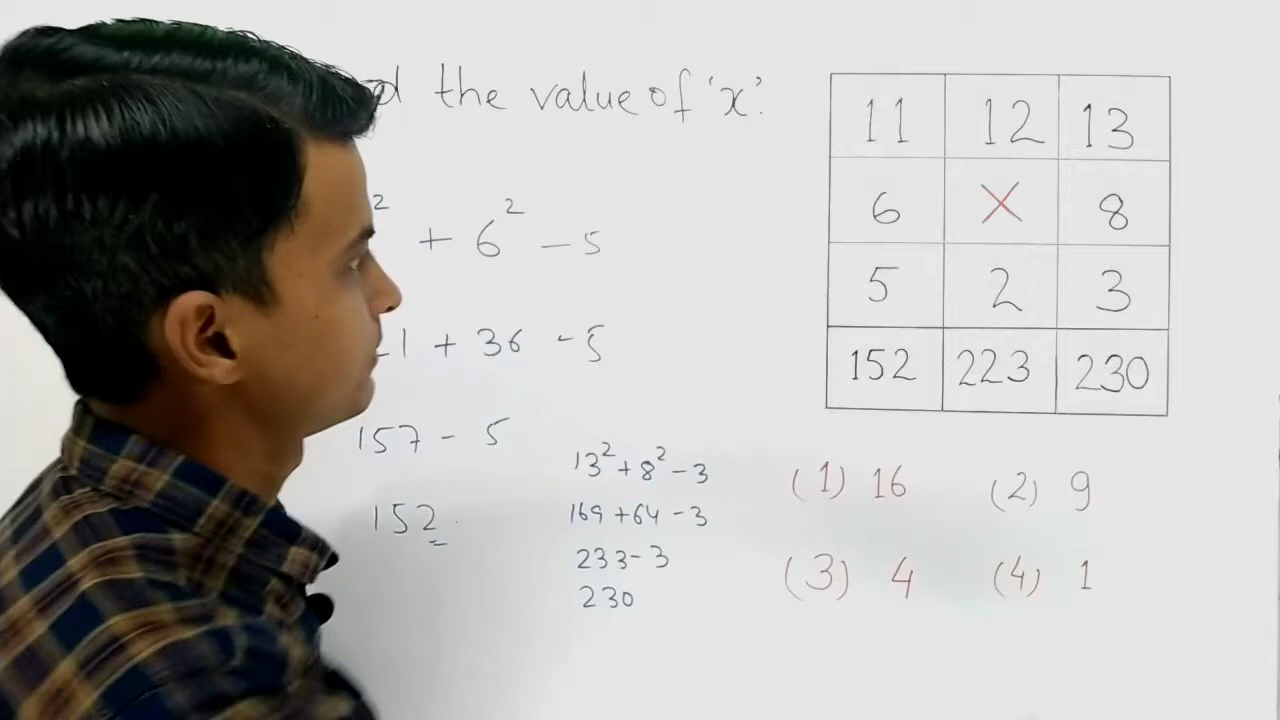 the value of 'x'.
2 + 6² - 5
1 + 36 - 5
157 - 5
152
13² + 8² - 3
169 + 64 - 3
233 - 3
230
11 12 13
6 X 8
5 2 3
152 223 230
(1) 16 (2) 9
(3) 4 (4) 1